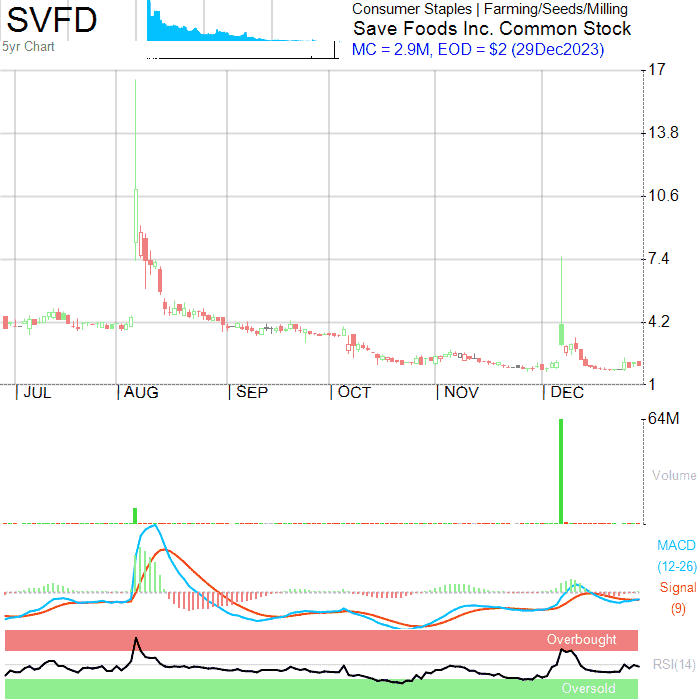 SVFD
5yr Chart
Consumer Staples | Farming/Seeds/Milling
Save Foods Inc. Common Stock
MC = 2.9M, EOD = $2 (29Dec2023)
17
13.8
10.6
7.4
4.2
1
JUL
AUG
SEP
OCT
NOV
DEC
64M
Volume
MACD
(12-26)
Signal
(9)
Overbought
RSI(14)
Oversold